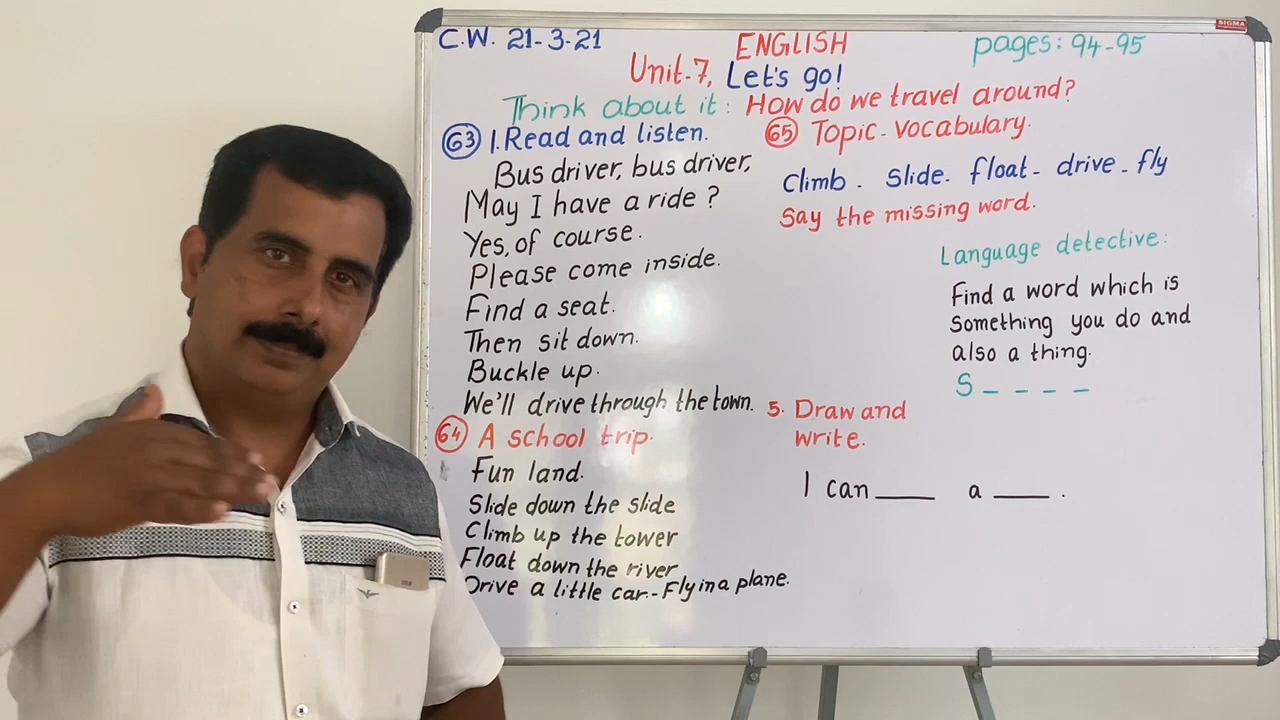 C.W. 21-3-21
ENGLISH
pages: 94-95
SIGMA
Unit-7, Let's go!
Think about it: How do we travel around?
63 1. Read and listen.
Bus driver, bus driver,
May I have a ride?
Yes, of course.
Please come inside.
Find a seat.
Then sit down.
Buckle up.
We'll drive through the town.
64 A school trip.
Fun land.
Slide down the slide
Climb up the tower
Float down the river
Drive a little car.-Fly in a plane.
65 Topic-vocabulary.
Climb. Slide. float- drive-fly
Say the missing word.
Language detective:
Find a word which is
something you do and
also a thing.
S _ _ _ _
5. Draw and
write.
I can ____ a ____.